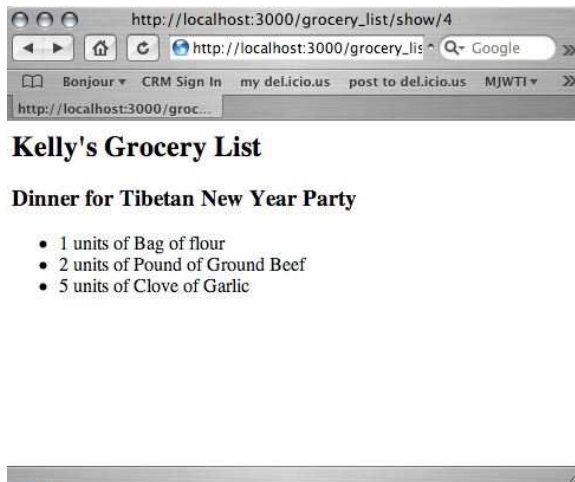 http://localhost:3000/grocery_list/show/4
http://localhost:3000/grocery_lis Google
Bonjour CRM Sign In my del.icio.us post to del.icio.us MJWTI
http://localhost:3000/groc...
Kelly's Grocery List
Dinner for Tibetan New Year Party
• 1 units of Bag of flour
• 2 units of Pound of Ground Beef
• 5 units of Clove of Garlic